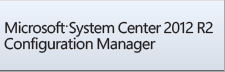 Microsoft® System Center 2012 R2
Configuration Manager